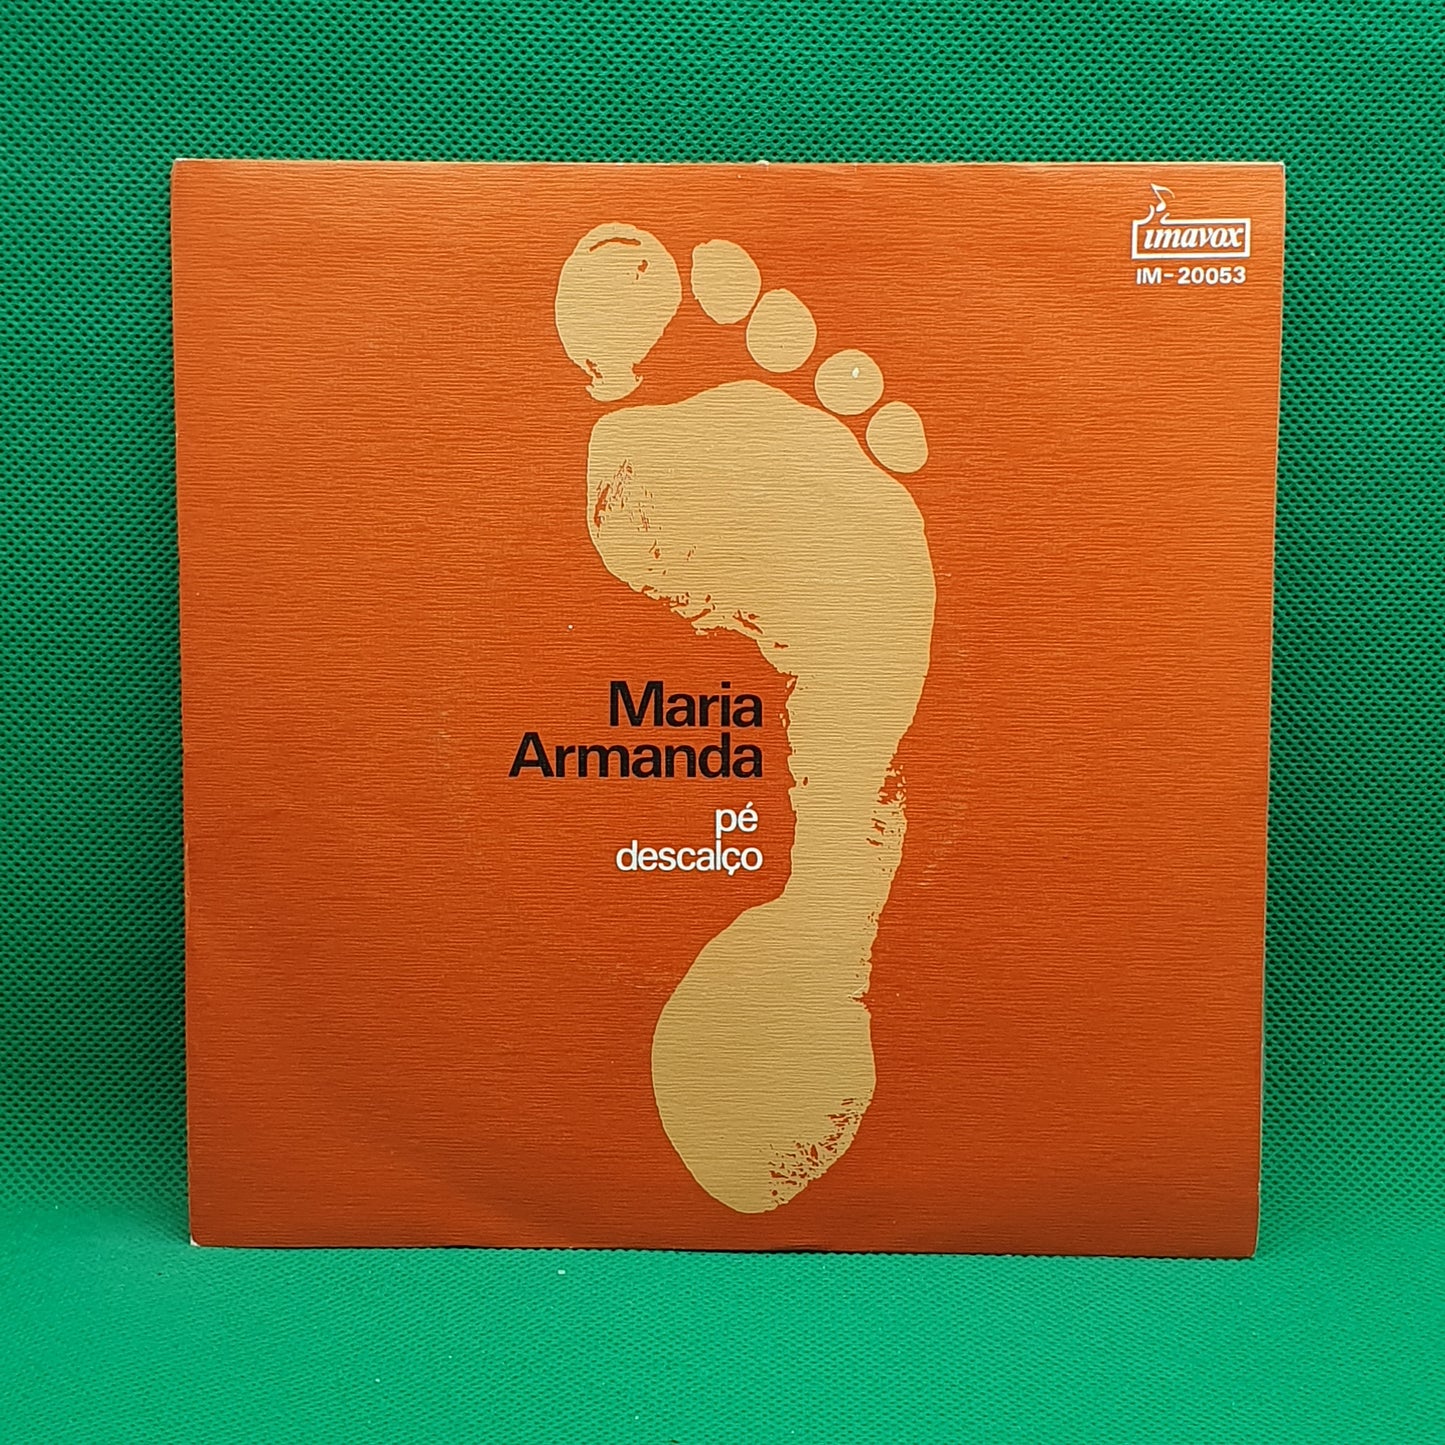 imavox
IM-20053
Maria
Armanda
pé
descalço